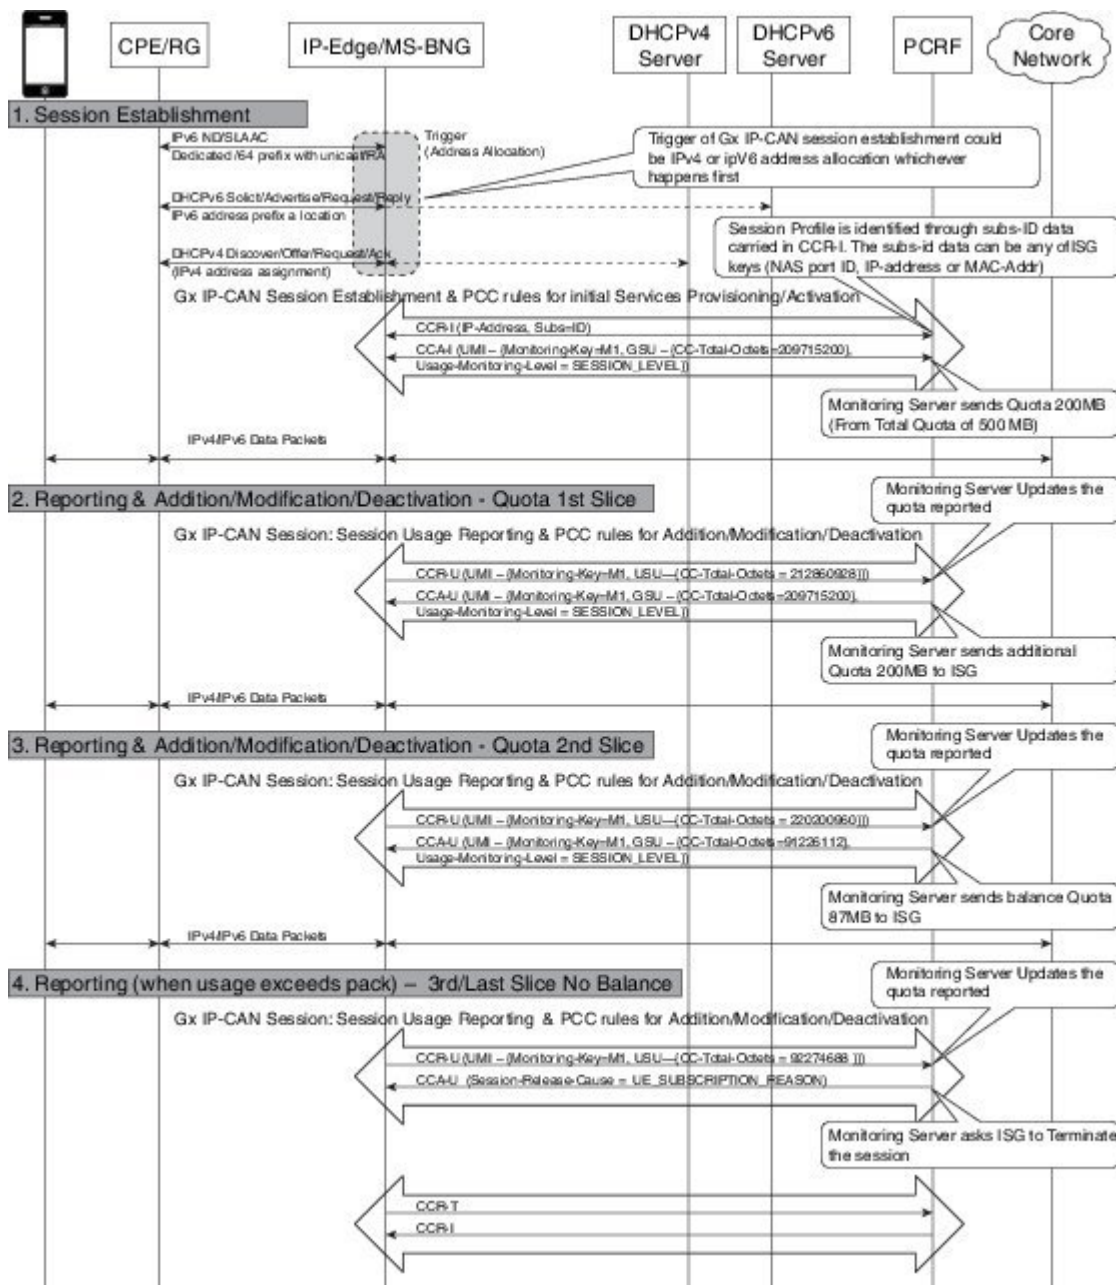 CPE/RG
IP-Edge/MS-BNG
DHCPv4
Server
DHCPv6
Server
PCRF
Core
Network
1. Session Establishment
IPv6 ND/SLAAC
Dedicated /64 prefix with unicast/RA
Trigger
(Address Allocation)
Trigger of Gx IP-CAN session establishment could
be IPv4 or ipV6 address allocation whichever
happens first
DHCPv6 Solict/Advertise/Request/Reply
IPv6 address prefix a location
Session Profile is identified through subs-ID data
carried in CCR-I. The subs-id data can be any of ISG
keys (NAS port ID, IP-address or MAC-Addr)
DHCPv4 Discover/Offer/Request/Ack
(IPv4 address assignment)
Gx IP-CAN Session Establishment & PCC rules for initial Services Provisioning/Activation
CCR-I (IP-Address, Subs=ID)
CCA-I (UMI – (Monitoring-Key=M1, GSU – (CC-Total-Octets=209715200),
Usage-Monitoring-Level = SESSION_LEVEL))
Monitoring Server sends Quota 200MB
(From Total Quota of 500 MB)
IPv4/IPv6 Data Packets
2. Reporting & Addition/Modification/Deactivation - Quota 1st Slice
Monitoring Server Updates the
quota reported
Gx IP-CAN Session: Session Usage Reporting & PCC rules for Addition/Modification/Deactivation
CCR-U (UMI – (Monitoring-Key=M1, USU—(CC-Total-Octets = 212860928)))
CCA-U (UMI – (Monitoring-Key=M1, GSU – (CC-Total-Octets=209715200),
Usage-Monitoring-Level = SESSION_LEVEL))
Monitoring Server sends additional
Quota 200MB to ISG
IPv4/IPv6 Data Packets
3. Reporting & Addition/Modification/Deactivation - Quota 2nd Slice
Monitoring Server Updates the
quota reported
Gx IP-CAN Session: Session Usage Reporting & PCC rules for Addition/Modification/Deactivation
CCR-U (UMI – (Monitoring-Key=M1, USU—(CC-Total-Octets = 220200960)))
CCA-U (UMI – (Monitoring-Key=M1, GSU – (CC-Total-Octets=91226112),
Usage-Monitoring-Level = SESSION_LEVEL))
Monitoring Server sends balance Quota
87MB to ISG
IPv4/IPv6 Data Packets
4. Reporting (when usage exceeds pack) – 3rd/Last Slice No Balance
Monitoring Server Updates the
quota reported
Gx IP-CAN Session: Session Usage Reporting & PCC rules for Addition/Modification/Deactivation
CCR-U (UMI – (Monitoring-Key=M1, USU—(CC-Total-Octets = 92274688 )))
CCA-U (Session-Release-Cause = UE_SUBSCRIPTION_REASON)
Monitoring Server asks ISG to Terminate
the session
CCR-T
CCR-I